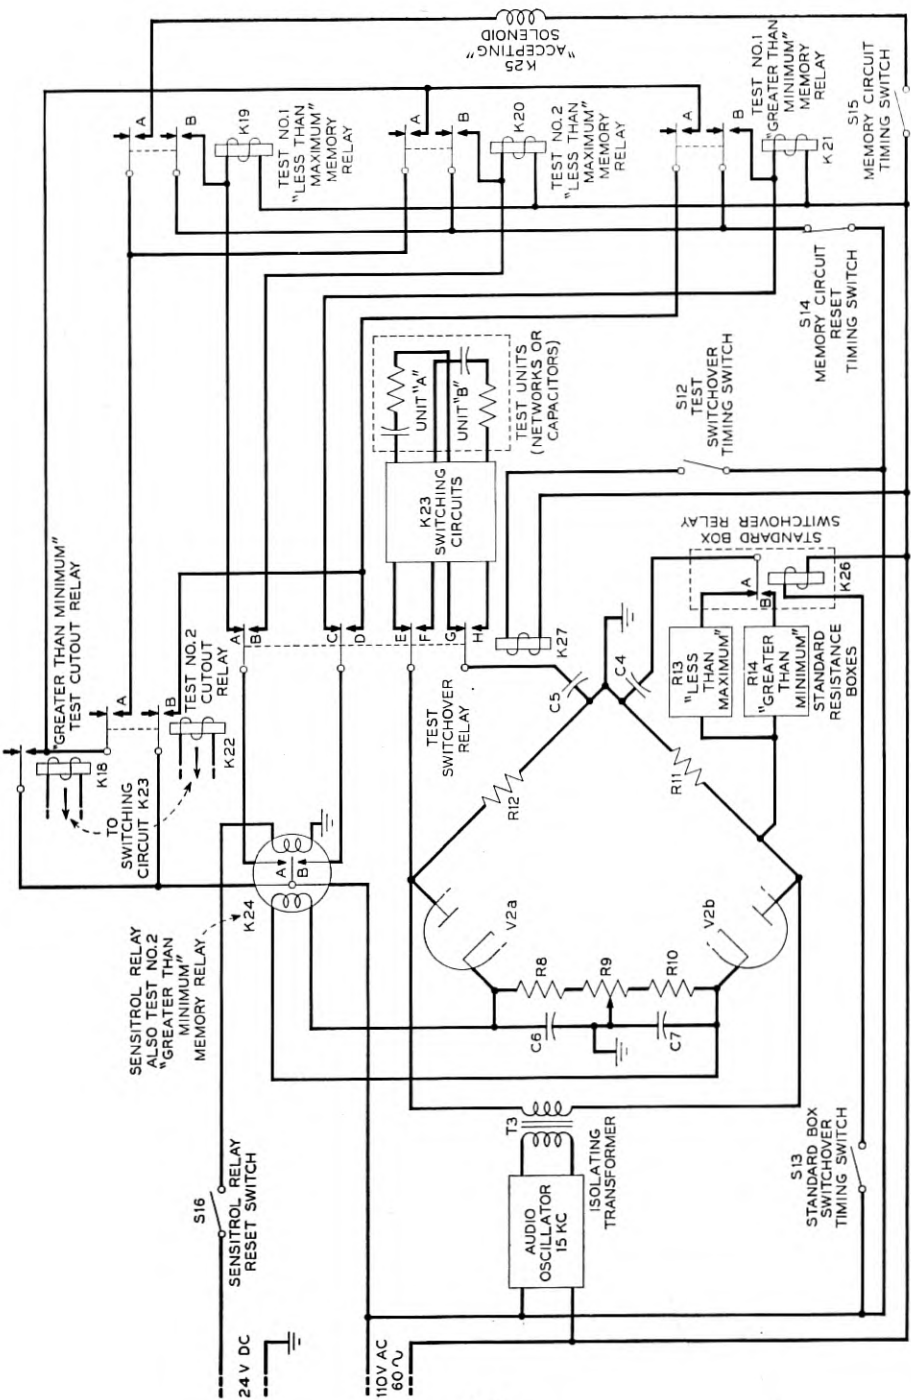 K25
"ACCEPTING"
SOLENOID
A
B
K19
TEST NO.1
"LESS THAN
MAXIMUM"
MEMORY
RELAY
A
B
K20
TEST NO.2
"LESS THAN
MAXIMUM"
MEMORY
RELAY
A
B
TEST NO.1
"GREATER THAN
MINIMUM"
MEMORY
RELAY
K21
S15
MEMORY CIRCUIT
TIMING SWITCH
S14
MEMORY CIRCUIT
RESET
TIMING SWITCH
"GREATER THAN MINIMUM"
TEST CUTOUT RELAY
K18
A
B
TEST NO.2
CUTOUT
RELAY
K22
TO
SWITCHING
CIRCUIT K23
A
B
C
D
E
F
G
H
K27
TEST
SWITCHOVER
RELAY
K23
SWITCHING
CIRCUITS
UNIT "A"
UNIT "B"
TEST UNITS
(NETWORKS OR
CAPACITORS)
S12
TEST
SWITCHOVER
TIMING SWITCH
STANDARD BOX
SWITCHOVER RELAY
A
B
K26
R13
"LESS
THAN
MAXIMUM"
R14
"GREATER
THAN
MINIMUM"
STANDARD
RESISTANCE
BOXES
C5
C4
R12
R11
SENSITROL RELAY
ALSO TEST NO.2
"GREATER THAN
MINIMUM"
MEMORY RELAY
K24
A
B
V2a
V2b
R8
R9
R10
C6
C7
T3
ISOLATING
TRANSFORMER
AUDIO
OSCILLATOR
15 KC
S13
STANDARD BOX
SWITCHOVER
TIMING SWITCH
S16
SENSITROL RELAY
RESET SWITCH
24 V DC
110V AC
60 ~